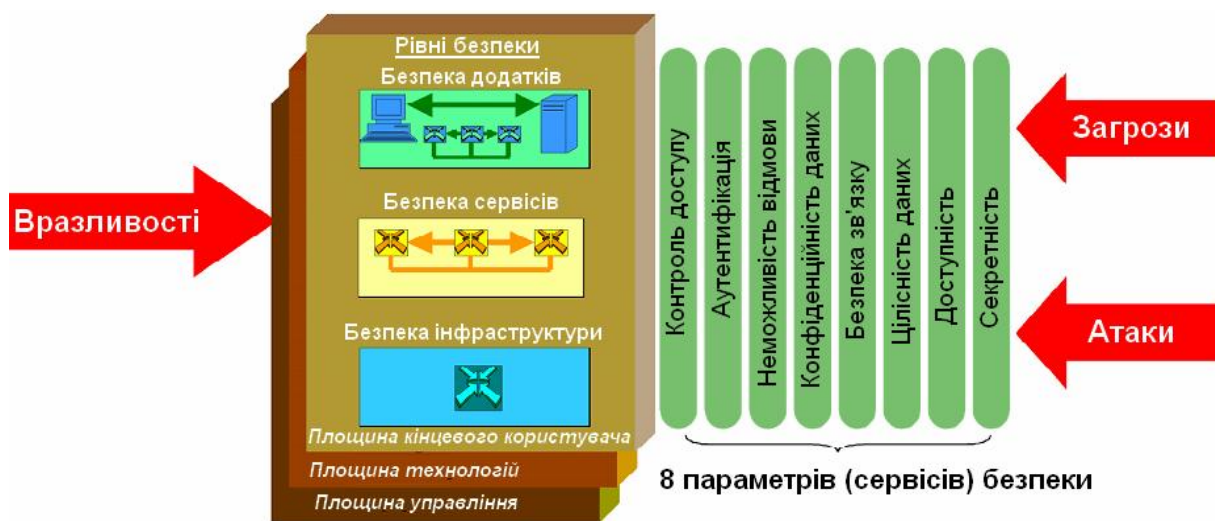 Рівні безпеки
Безпека додатків
Безпека сервісів
Безпека інфраструктури
Площина кінцевого користувача
Площина технологій
Площина управління
Вразливості
Контроль доступу
Аутентифікація
Неможливість відмови
Конфіденційність даних
Безпека зв'язку
Цілісність даних
Доступність
Секретність
8 параметрів (сервісів) безпеки
Загрози
Атаки